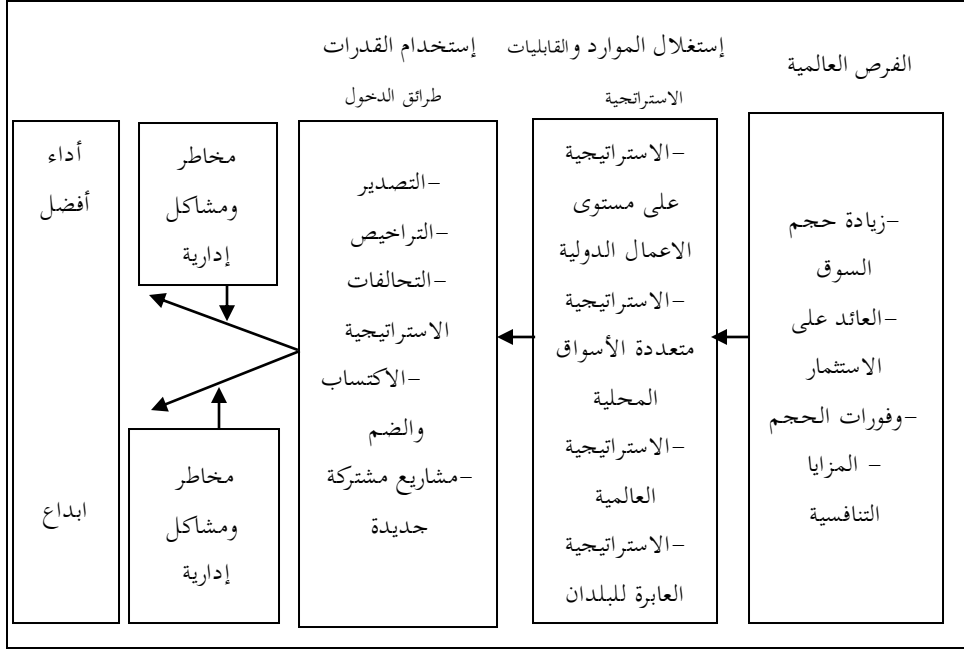 الفرص العالمية
–زيادة حجم
السوق
–العائد على
الاستثمار
–وفورات الحجم
– المزايا
التنافسية
إستغلال الموارد والقابليات
الاستراتجية
–الاستراتيجية
على مستوى
الاعمال الدولية
–الاستراتيجية
متعددة الأسواق
المحلية
–الاستراتيجية
العالمية
–الاستراتيجية
العابرة للبلدان
إستخدام القدرات
طرائق الدخول
–التصدير
–التراخيص
–التحالفات
الاستراتيجية
–الاكتساب
والضم
–مشاريع مشتركة
جديدة
مخاطر
ومشاكل
إدارية
مخاطر
ومشاكل
إدارية
أداء
أفضل
ابداع